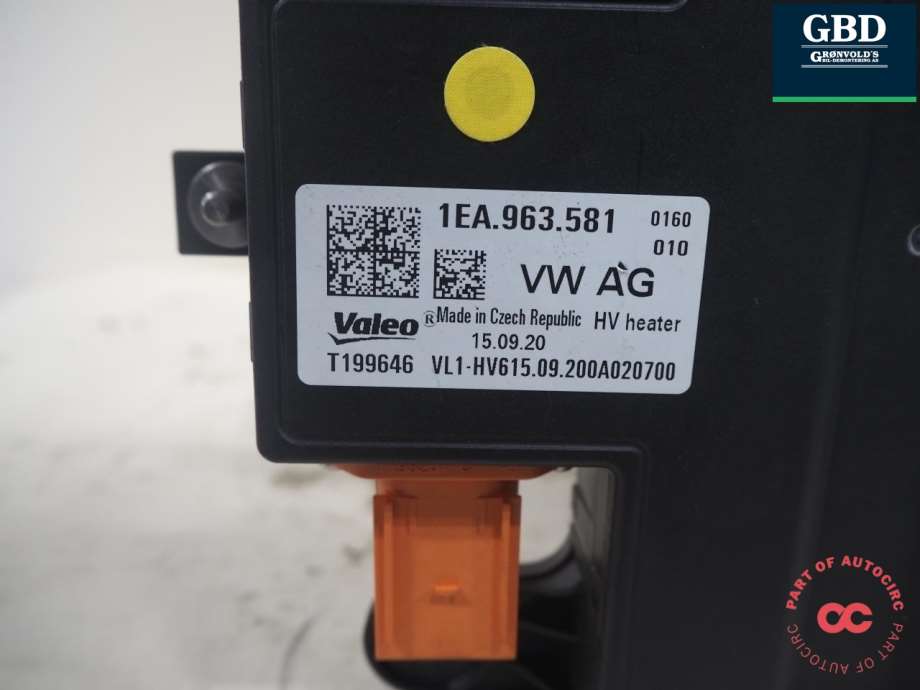 GBD
GRØNVOLD'S
BIL-DEMONTERING AS
1EA.963.581 0160
010
VW AG
Valeo ® Made in Czech Republic HV heater
15.09.20
T199646 VL1-HV615.09.200A020700
PART OF AUTOCIRC
PART OF AUTOCIRC